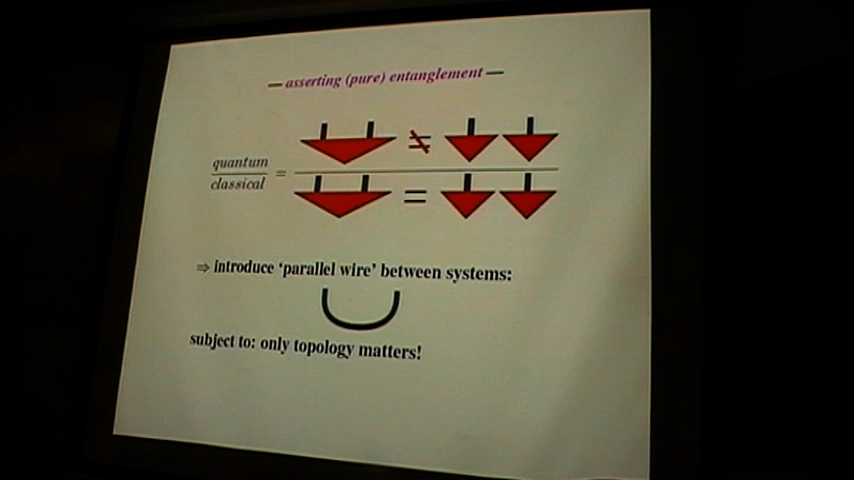 — asserting (pure) entanglement —
≠
quantum
classical
=
=
⇒ introduce ‘parallel wire’ between systems:
subject to: only topology matters!